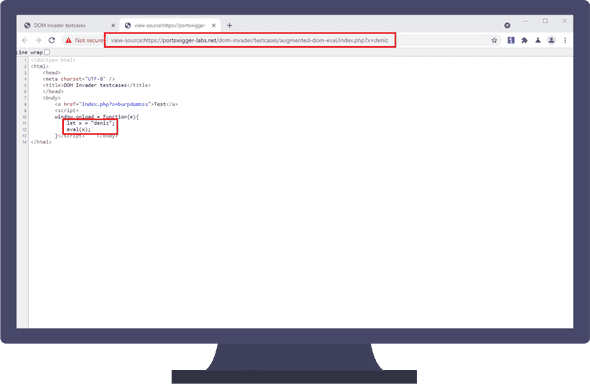 DOM Invader testcases
view-source:https://portswigger
Not secure
view-source:https://portswigger-labs.net/dom-invader/testcases/augmented-dom-eval/index.php?x=denis
Line wrap
1 <!doctype html>
2 <html>
3 <head>
4 <meta charset="UTF-8" />
5 <title>DOM Invader testcases</title>
6 </head>
7 <body>
8 <a href="index.php?x=burpdomxss">Test</a>
9 <script>
10 window.onload = function(e){
11 let x = "denis";
12 eval(x);
13 }</script> </body>
14 </html>